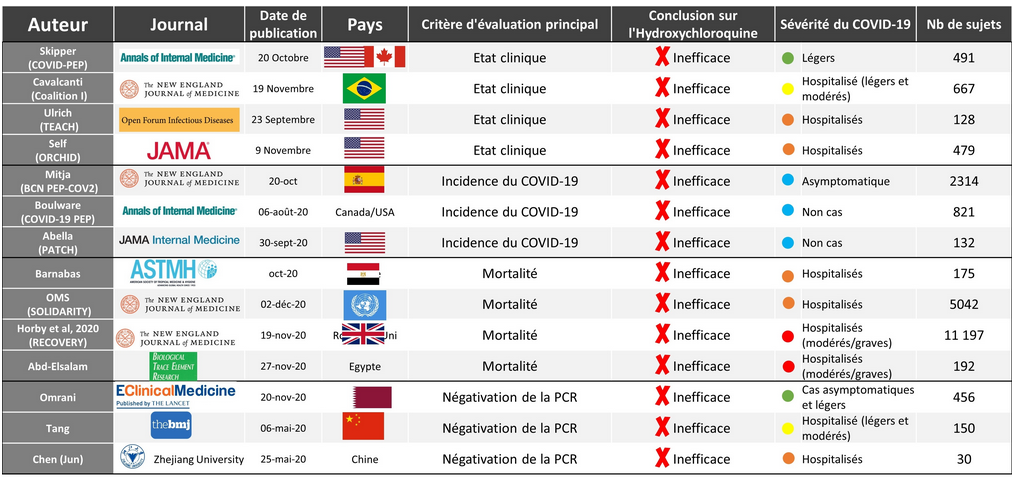 Auteur Journal Date de publication Pays Critère d'évaluation principal Conclusion sur l'Hydroxychloroquine Sévérité du COVID-19 Nb de sujets
Skipper (COVID-PEP) Annals of Internal Medicine® 20 Octobre Etat clinique ✘ Inefficace Légers 491
Cavalcanti (Coalition I) The NEW ENGLAND JOURNAL of MEDICINE 19 Novembre Etat clinique ✘ Inefficace Hospitalisé (légers et modérés) 667
Ulrich (TEACH) Open Forum Infectious Diseases 23 Septembre Etat clinique ✘ Inefficace Hospitalisés 128
Self (ORCHID) JAMA® 9 Novembre Etat clinique ✘ Inefficace Hospitalisés 479
Mitja (BCN PEP-COV2) The NEW ENGLAND JOURNAL of MEDICINE 20-oct Incidence du COVID-19 ✘ Inefficace Asymptomatique 2314
Boulware (COVID-19 PEP) Annals of Internal Medicine® 06-août-20 Canada/USA Incidence du COVID-19 ✘ Inefficace Non cas 821
Abella (PATCH) JAMA Internal Medicine 30-sept-20 Incidence du COVID-19 ✘ Inefficace Non cas 132
Barnabas ASTMH oct-20 Mortalité ✘ Inefficace Hospitalisés 175
OMS (SOLIDARITY) The NEW ENGLAND JOURNAL of MEDICINE 02-déc-20 Mortalité ✘ Inefficace Hospitalisés 5042
Horby et al, 2020 (RECOVERY) The NEW ENGLAND JOURNAL of MEDICINE 19-nov-20 Mortalité ✘ Inefficace Hospitalisés (modérés/graves) 11 197
Abd-Elsalam BIOLOGICAL TRACE ELEMENT RESEARCH 27-nov-20 Egypte Mortalité ✘ Inefficace Hospitalisés (modérés/graves) 192
Omrani EClinicalMedicine Published by THE LANCET 20-nov-20 Négativation de la PCR ✘ Inefficace Cas asymptomatiques et légers 456
Tang thebmj 06-mai-20 Négativation de la PCR ✘ Inefficace Hospitalisé (légers et modérés) 150
Chen (Jun) Zhejiang University 25-mai-20 Chine Négativation de la PCR ✘ Inefficace Hospitalisés 30